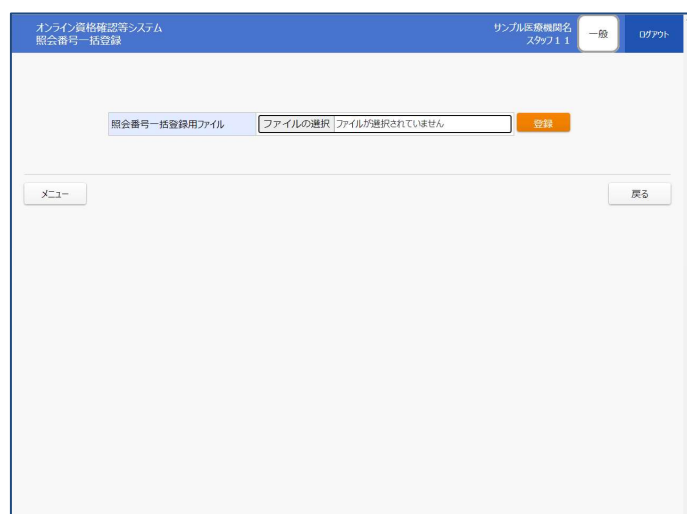 オンライン資格確認等システム
照会番号一括登録
サンプル医療機関名
スタッフ11
一般
ログアウト
照会番号一括登録用ファイル
ファイルの選択 ファイルが選択されていません
登録
メニュー
戻る